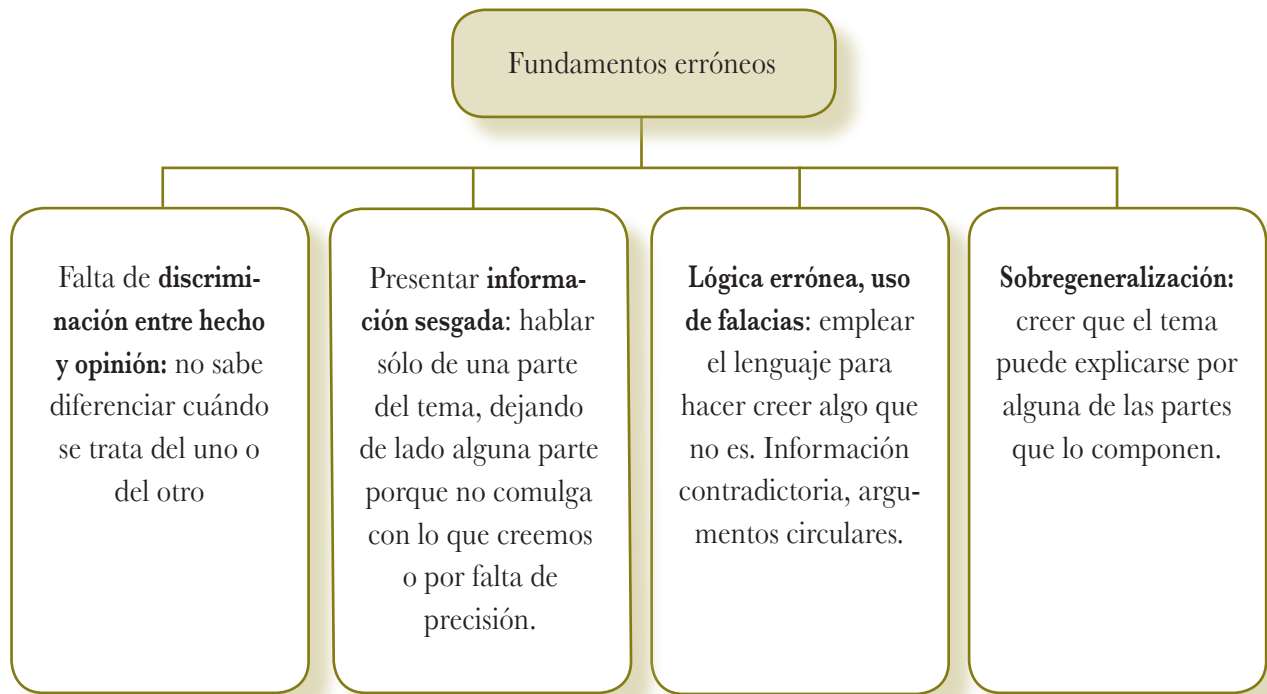 Fundamentos erróneos
Falta de discrimi-
nación entre hecho
y opinión: no sabe
diferenciar cuándo
se trata del uno o
del otro
Presentar informa-
ción sesgada: hablar
sólo de una parte
del tema, dejando
de lado alguna parte
porque no comulga
con lo que creemos
o por falta de
precisión.
Lógica errónea, uso
de falacias: emplear
el lenguaje para
hacer creer algo que
no es. Información
contradictoria, argu-
mentos circulares.
Sobregeneralización:
creer que el tema
puede explicarse por
alguna de las partes
que lo componen.